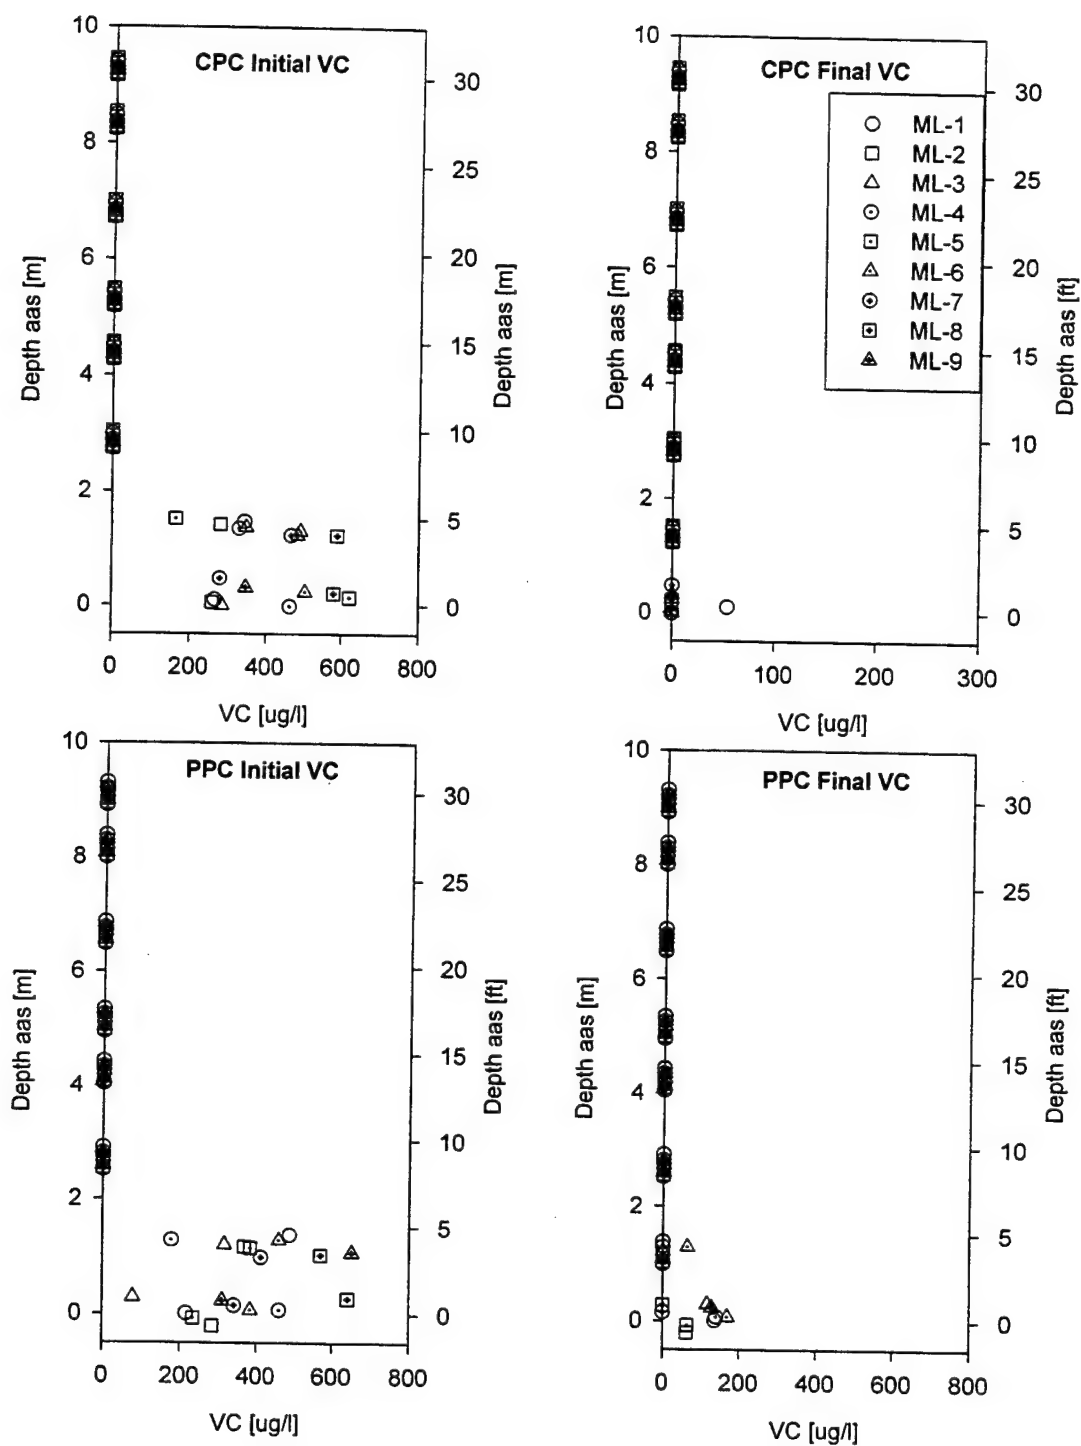 CPC Initial VC
10
8
6
4
2
0
Depth aas [m]
30
25
20
15
10
5
0
Depth aas [m]
0 200 400 600 800
VC [ug/l]
CPC Final VC
10
8
6
4
2
0
Depth aas [m]
ML-1
ML-2
ML-3
ML-4
ML-5
ML-6
ML-7
ML-8
ML-9
30
25
20
15
10
5
0
Depth aas [ft]
0 100 200 300
VC [ug/l]
PPC Initial VC
10
8
6
4
2
0
Depth aas [m]
30
25
20
15
10
5
0
Depth aas [ft]
0 200 400 600 800
VC [ug/l]
PPC Final VC
10
8
6
4
2
0
Depth aas [m]
30
25
20
15
10
5
0
Depth aas [ft]
0 200 400 600 800
VC [ug/l]